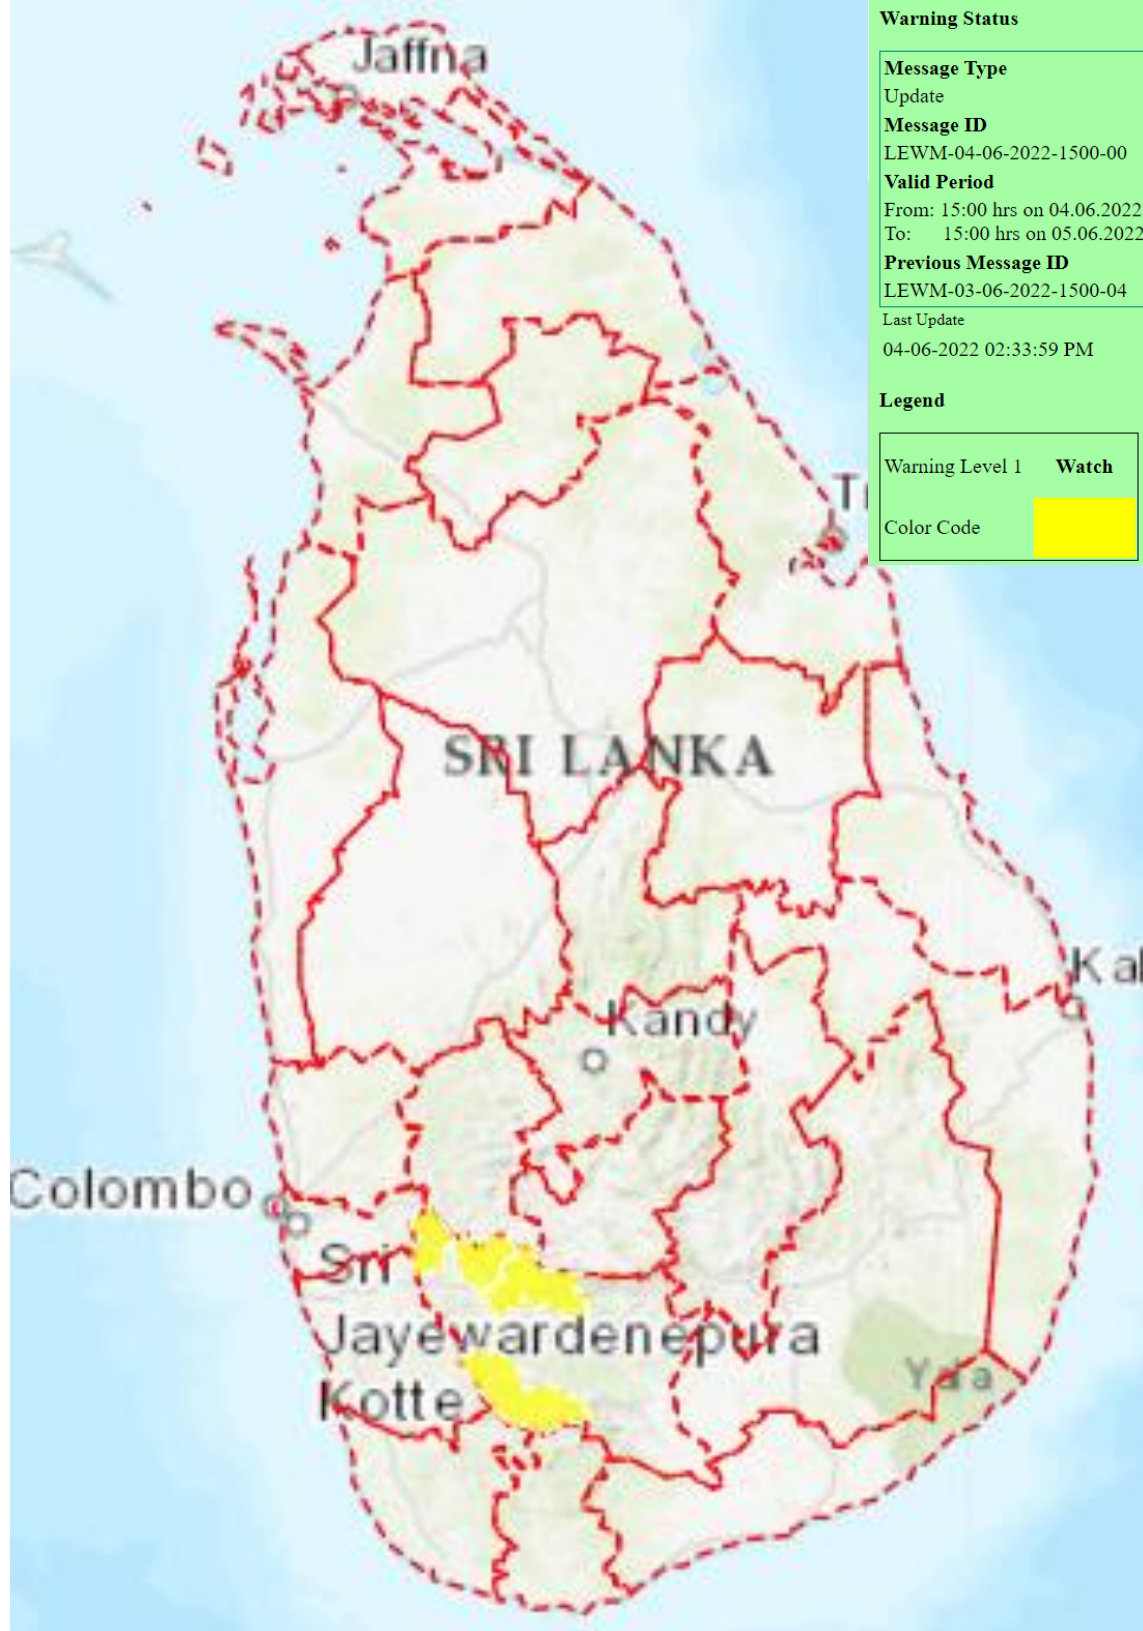 Jaffna
Warning Status
Message Type
Update
Message ID
LEWM-04-06-2022-1500-00
Valid Period
From: 15:00 hrs on 04.06.2022
To: 15:00 hrs on 05.06.2022
Previous Message ID
LEWM-03-06-2022-1500-04
Last Update
04-06-2022 02:33:59 PM
Legend
Warning Level 1 Watch
Color Code
SRI LANKA
Kal
Kandy
Colombo
Sri
Jayewardenepura
Kotte